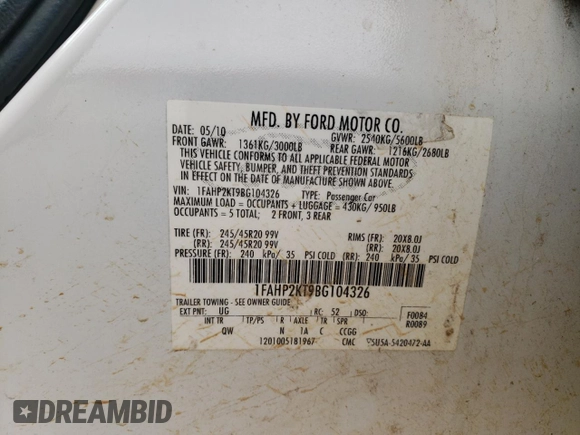 MFD. BY FORD MOTOR CO.
DATE: 05/10 GVWR: 2540KG/5600LB
FRONT GAWR: 1361KG/3000LB REAR GAWR: 1216KG/2680LB
THIS VEHICLE CONFORMS TO ALL APPLICABLE FEDERAL MOTOR
VEHICLE SAFETY, BUMPER, AND THEFT PREVENTION STANDARDS
IN EFFECT ON THE DATE OF MANUFACTURE SHOWN ABOVE.
VIN: 1FAHP2KT9BG104326 TYPE: Passenger Car
MAXIMUM LOAD = OCCUPANTS + LUGGAGE = 430KG/950LB
OCCUPANTS = 5 TOTAL; 2 FRONT, 3 REAR
TIRE (FR): 245/45R20 99V RIMS (FR): 20X8.0J
(RR): 245/45R20 99V (RR): 20X8.0J
PRESSURE (FR): 240 kPa/ 35 PSI COLD (RR): 240 kPa/ 35 PSI COLD
1FAHP2KT9BG104326
TRAILER TOWING - SEE OWNER GUIDE
EXT PNT: UG RC: 52 DSO: F0084
INT TR TP/PS R AXLE TR SPR R0089
QW N 1A C CCGG
1201005181967 CMC
DREAMBID